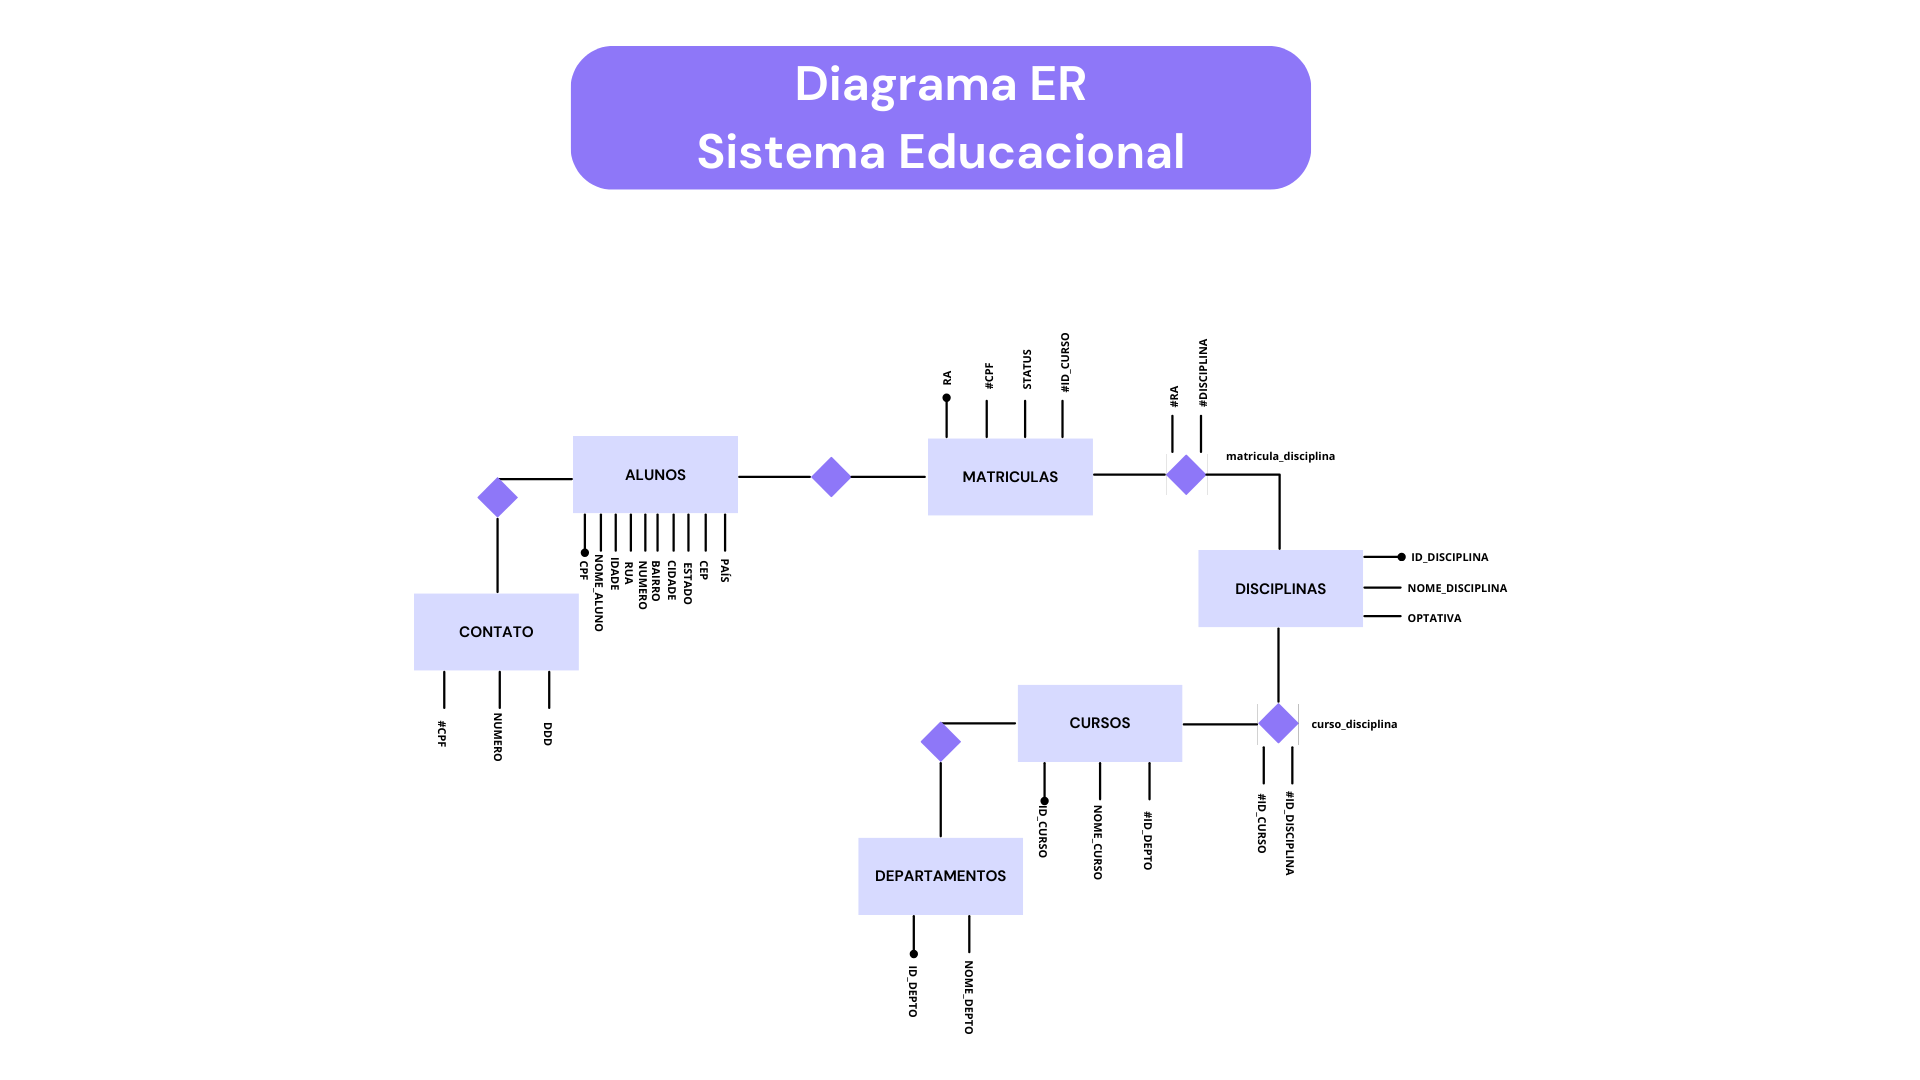 Diagrama ER
Sistema Educacional
RA
#CPF
STATUS
#ID_CURSO
#RA
#DISCIPLINA
matricula_disciplina
ALUNOS
MATRICULAS
CPF
NOME_ALUNO
IDADE
RUA
NUMERO
BAIRRO
CIDADE
ESTADO
CEP
PAÍS
DISCIPLINAS
ID_DISCIPLINA
NOME_DISCIPLINA
OPTATIVA
CONTATO
#CPF
NUMERO
DDD
CURSOS
curso_disciplina
ID_CURSO
NOME_CURSO
#ID_DEPTO
#ID_CURSO
#ID_DISCIPLINA
DEPARTAMENTOS
ID_DEPTO
NOME_DEPTO